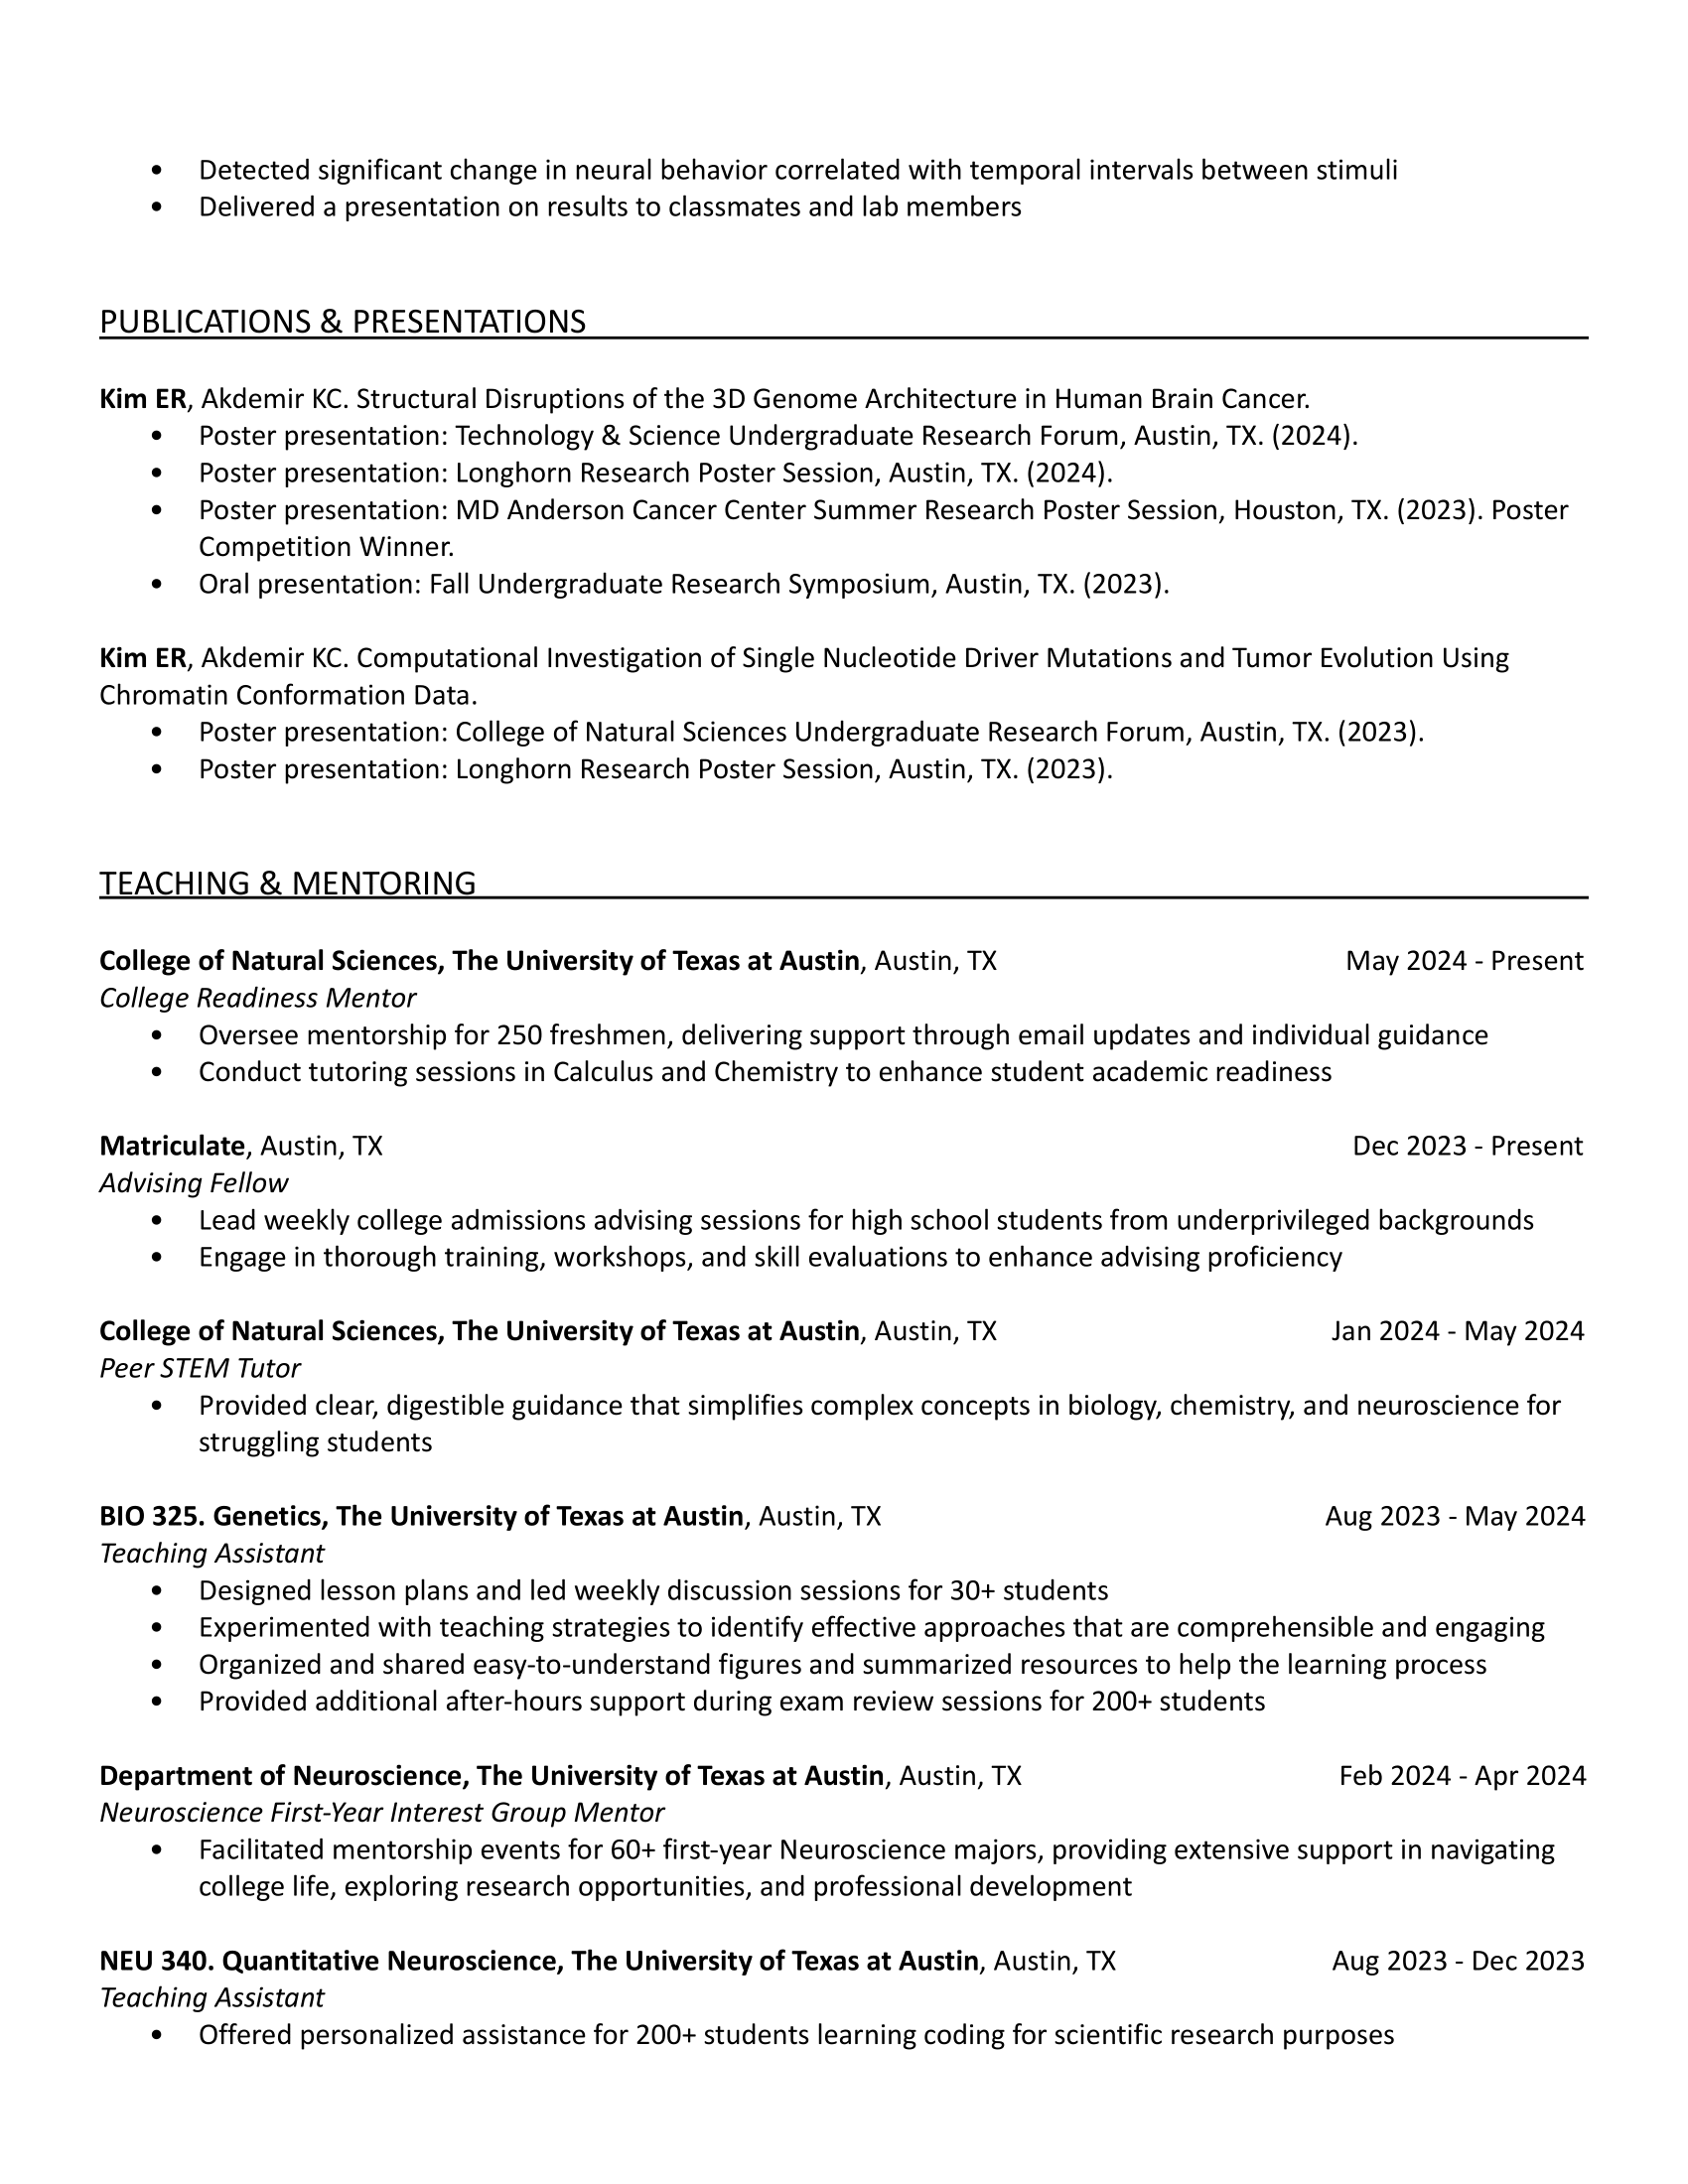 • Detected significant change in neural behavior correlated with temporal intervals between stimuli
• Delivered a presentation on results to classmates and lab members
PUBLICATIONS & PRESENTATIONS
Kim ER, Akdemir KC. Structural Disruptions of the 3D Genome Architecture in Human Brain Cancer.
• Poster presentation: Technology & Science Undergraduate Research Forum, Austin, TX. (2024).
• Poster presentation: Longhorn Research Poster Session, Austin, TX. (2024).
• Poster presentation: MD Anderson Cancer Center Summer Research Poster Session, Houston, TX. (2023). Poster
Competition Winner.
• Oral presentation: Fall Undergraduate Research Symposium, Austin, TX. (2023).
Kim ER, Akdemir KC. Computational Investigation of Single Nucleotide Driver Mutations and Tumor Evolution Using
Chromatin Conformation Data.
• Poster presentation: College of Natural Sciences Undergraduate Research Forum, Austin, TX. (2023).
• Poster presentation: Longhorn Research Poster Session, Austin, TX. (2023).
TEACHING & MENTORING
College of Natural Sciences, The University of Texas at Austin, Austin, TX May 2024 - Present
College Readiness Mentor
• Oversee mentorship for 250 freshmen, delivering support through email updates and individual guidance
• Conduct tutoring sessions in Calculus and Chemistry to enhance student academic readiness
Matriculate, Austin, TX Dec 2023 - Present
Advising Fellow
• Lead weekly college admissions advising sessions for high school students from underprivileged backgrounds
• Engage in thorough training, workshops, and skill evaluations to enhance advising proficiency
College of Natural Sciences, The University of Texas at Austin, Austin, TX Jan 2024 - May 2024
Peer STEM Tutor
• Provided clear, digestible guidance that simplifies complex concepts in biology, chemistry, and neuroscience for
struggling students
BIO 325. Genetics, The University of Texas at Austin, Austin, TX Aug 2023 - May 2024
Teaching Assistant
• Designed lesson plans and led weekly discussion sessions for 30+ students
• Experimented with teaching strategies to identify effective approaches that are comprehensible and engaging
• Organized and shared easy-to-understand figures and summarized resources to help the learning process
• Provided additional after-hours support during exam review sessions for 200+ students
Department of Neuroscience, The University of Texas at Austin, Austin, TX Feb 2024 - Apr 2024
Neuroscience First-Year Interest Group Mentor
• Facilitated mentorship events for 60+ first-year Neuroscience majors, providing extensive support in navigating
college life, exploring research opportunities, and professional development
NEU 340. Quantitative Neuroscience, The University of Texas at Austin, Austin, TX Aug 2023 - Dec 2023
Teaching Assistant
• Offered personalized assistance for 200+ students learning coding for scientific research purposes